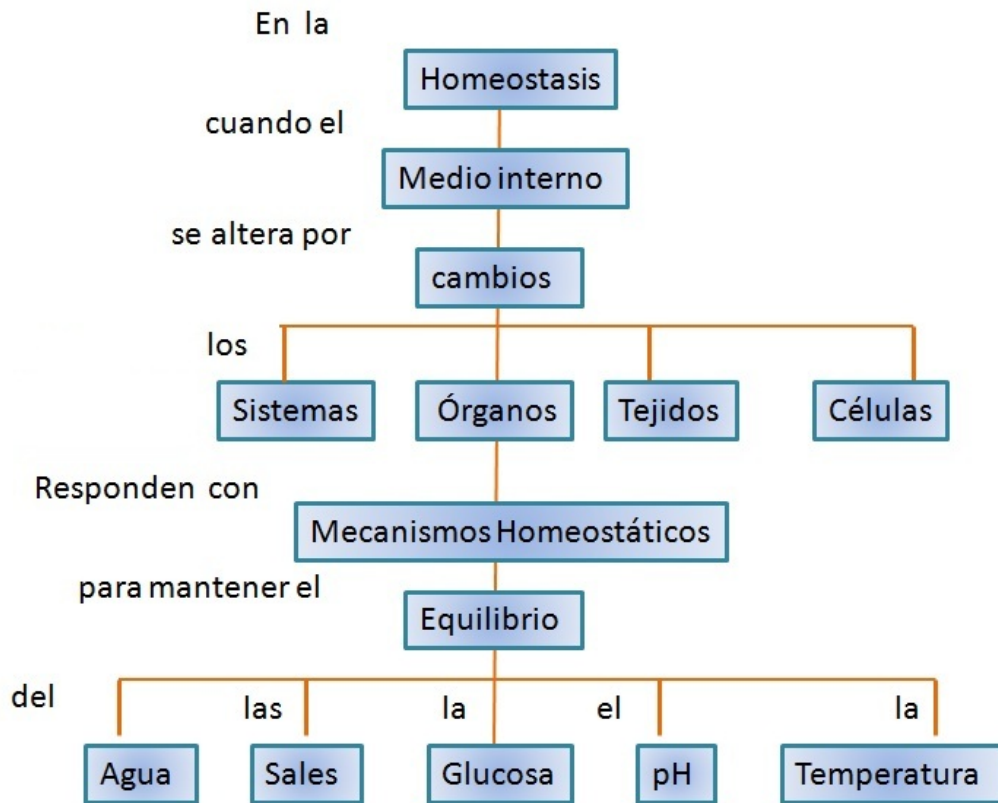 En la
Homeostasis
cuando el
Medio interno
se altera por
cambios
los
Sistemas Órganos Tejidos Células
Responden con
Mecanismos Homeostáticos
para mantener el
Equilibrio
del las la el la
Agua Sales Glucosa pH Temperatura